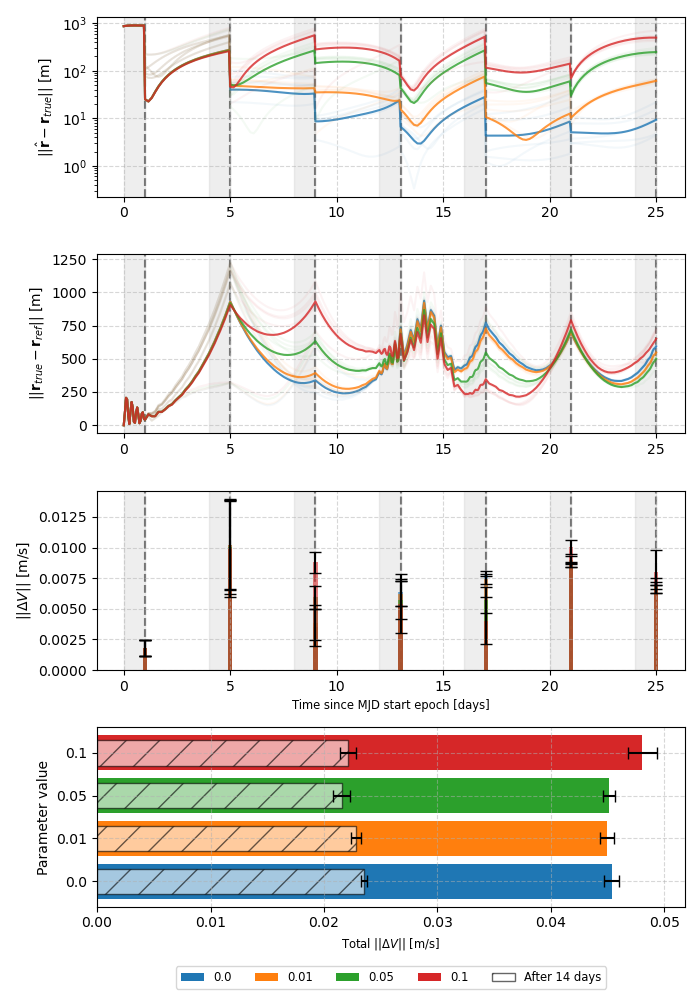 ||r̂ − r_true|| [m]
10³
10²
10¹
10⁰
0 5 10 15 20 25
||r_true − r_ref|| [m]
1250
1000
750
500
250
0
0 5 10 15 20 25
||ΔV|| [m/s]
0.0125
0.0100
0.0075
0.0050
0.0025
0.0000
0 5 10 15 20 25
Time since MJD start epoch [days]
Parameter value
0.1
0.05
0.01
0.0
0.00 0.01 0.02 0.03 0.04 0.05
Total ||ΔV|| [m/s]
0.0 0.01 0.05 0.1 After 14 days